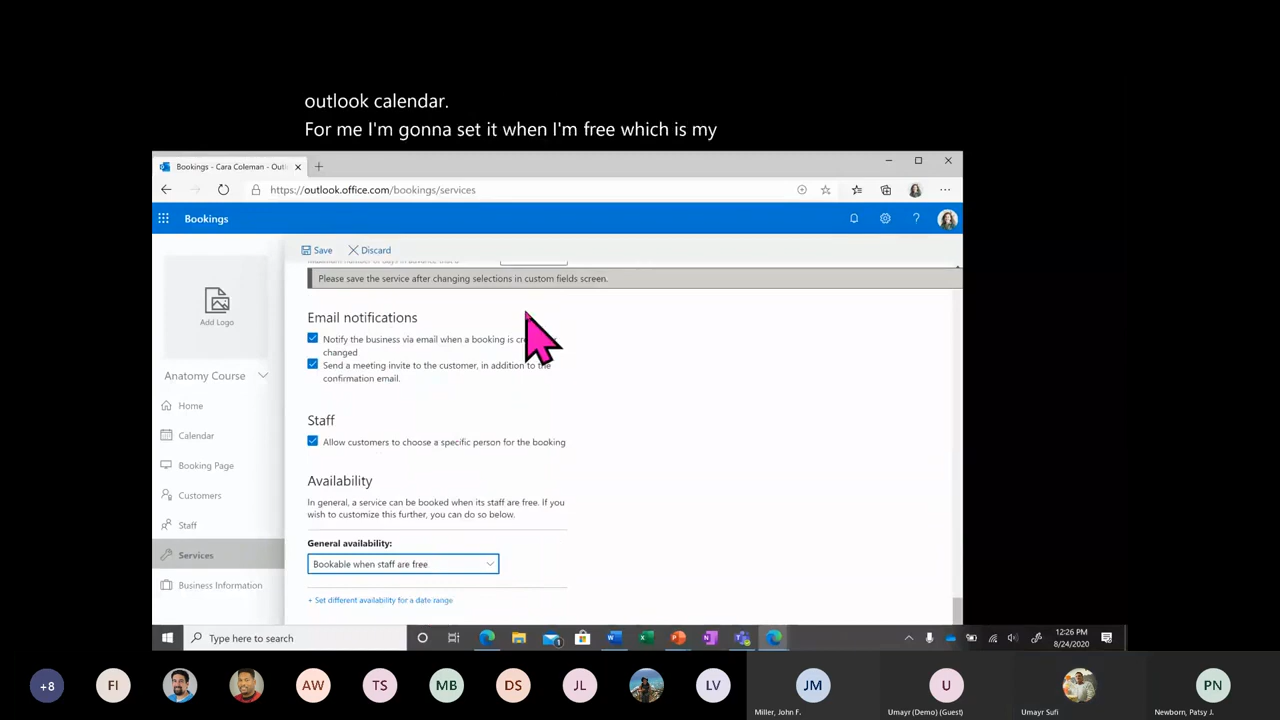 outlook calendar.
For me I'm gonna set it when I'm free which is my
Bookings - Cara Coleman - Outl
https://outlook.office.com/bookings/services
Bookings
Save Discard
Please save the service after changing selections in custom fields screen.
Add Logo
Anatomy Course
Home
Calendar
Booking Page
Customers
Staff
Services
Business Information
Email notifications
Notify the business via email when a booking is
changed
Send a meeting invite to the customer, in addition to the
confirmation email.
Staff
Allow customers to choose a specific person for the booking
Availability
In general, a service can be booked when its staff are free. If you
wish to customize this further, you can do so below.
General availability:
Bookable when staff are free
+ Set different availability for a date range
Type here to search
12:26 PM
8/24/2020
+8 FI AW TS MB DS JL LV JM U PN
Miller, John F. Umayr (Demo) (Guest) Umayr Sufi Newborn, Patsy J.